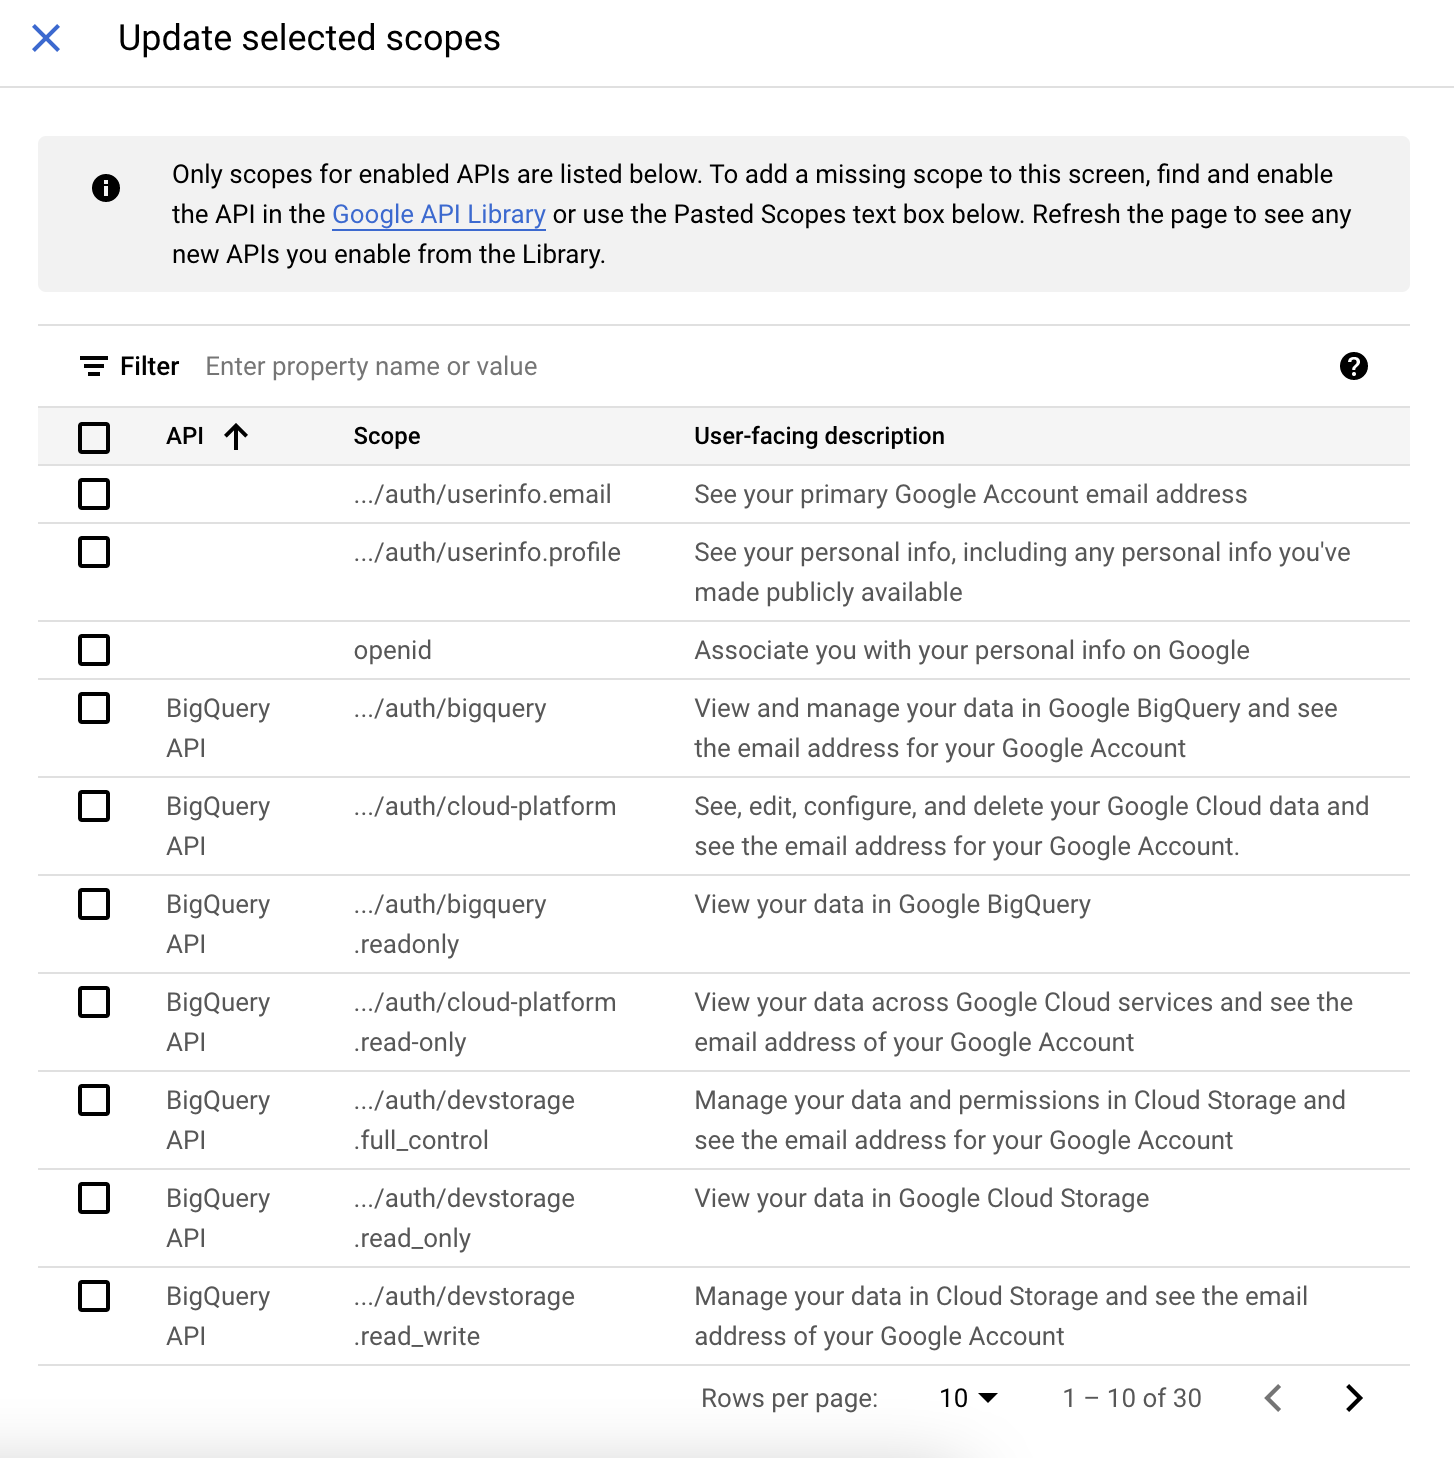 Update selected scopes
Only scopes for enabled APIs are listed below. To add a missing scope to this screen, find and enable
the API in the Google API Library or use the Pasted Scopes text box below. Refresh the page to see any
new APIs you enable from the Library.
Filter Enter property name or value
API Scope User-facing description
.../auth/userinfo.email See your primary Google Account email address
.../auth/userinfo.profile See your personal info, including any personal info you've
made publicly available
openid Associate you with your personal info on Google
BigQuery .../auth/bigquery View and manage your data in Google BigQuery and see
API the email address for your Google Account
BigQuery .../auth/cloud-platform See, edit, configure, and delete your Google Cloud data and
API see the email address for your Google Account.
BigQuery .../auth/bigquery View your data in Google BigQuery
API .readonly
BigQuery .../auth/cloud-platform View your data across Google Cloud services and see the
API .read-only email address of your Google Account
BigQuery .../auth/devstorage Manage your data and permissions in Cloud Storage and
API .full_control see the email address for your Google Account
BigQuery .../auth/devstorage View your data in Google Cloud Storage
API .read_only
BigQuery .../auth/devstorage Manage your data in Cloud Storage and see the email
API .read_write address of your Google Account
Rows per page: 10 1 – 10 of 30